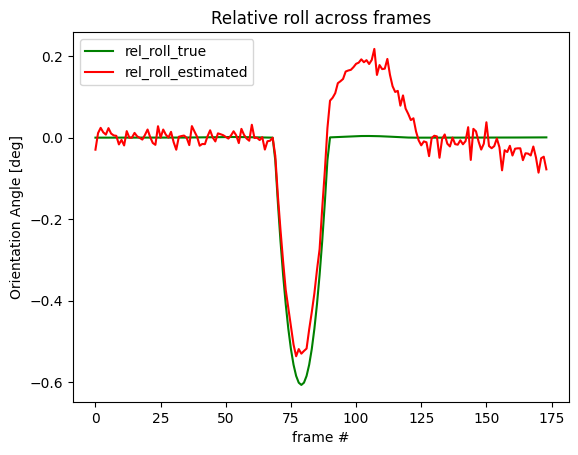 Relative roll across frames
rel_roll_true
rel_roll_estimated
Orientation Angle [deg]
0.2
0.0
−0.2
−0.4
−0.6
0 25 50 75 100 125 150 175
frame #